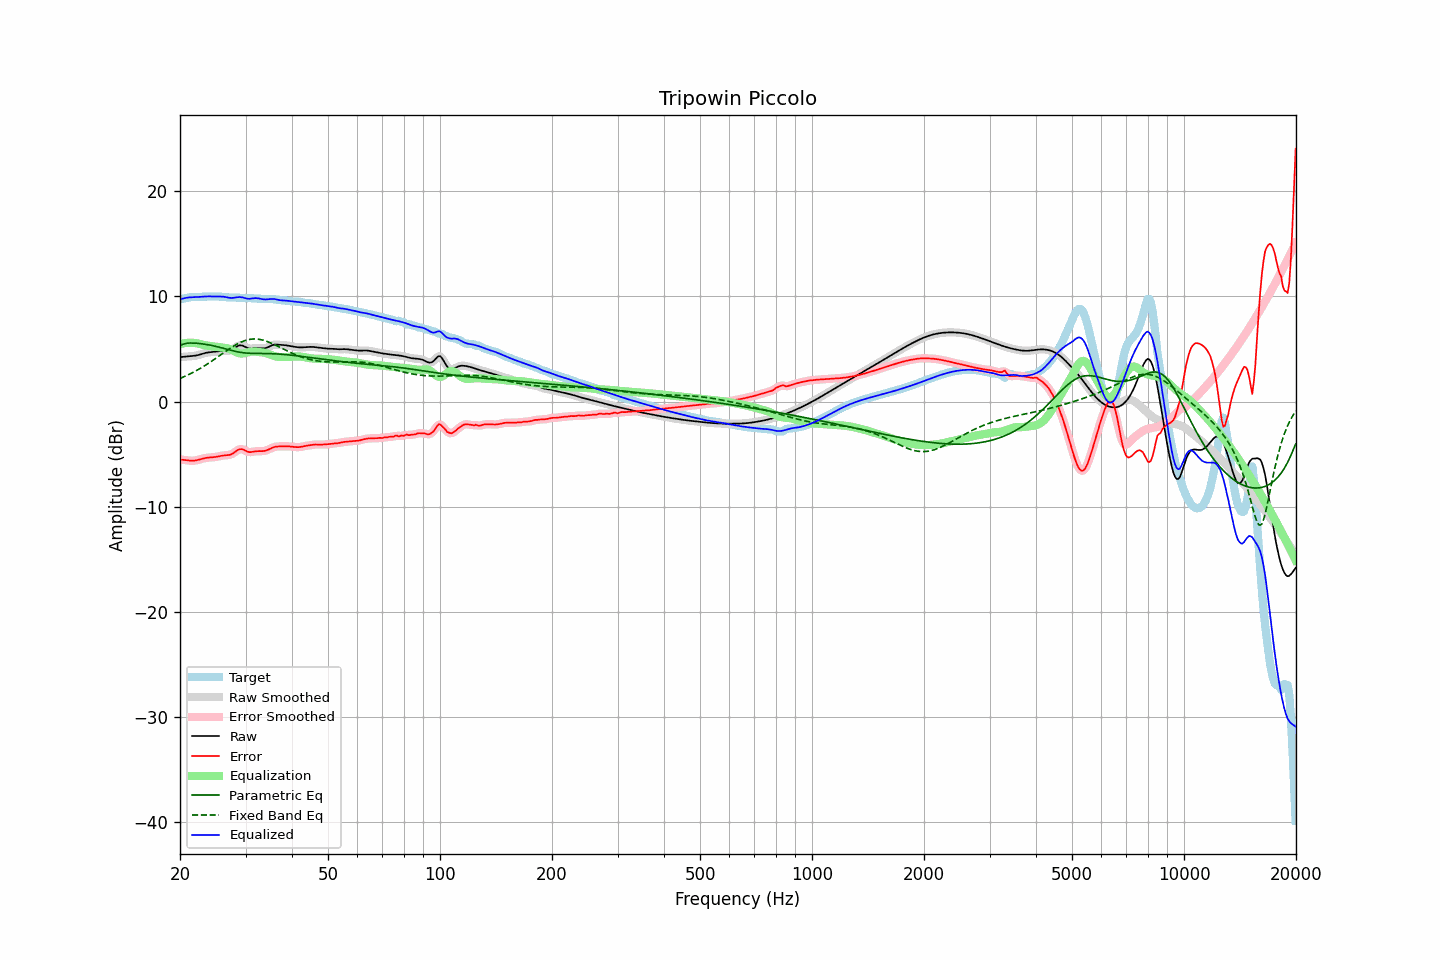 Tripowin Piccolo
Amplitude (dBr)
20
10
0
−10
−20
−30
−40
Target
Raw Smoothed
Error Smoothed
Raw
Error
Equalization
Parametric Eq
Fixed Band Eq
Equalized
20 50 100 200 500 1000 2000 5000 10000 20000
Frequency (Hz)